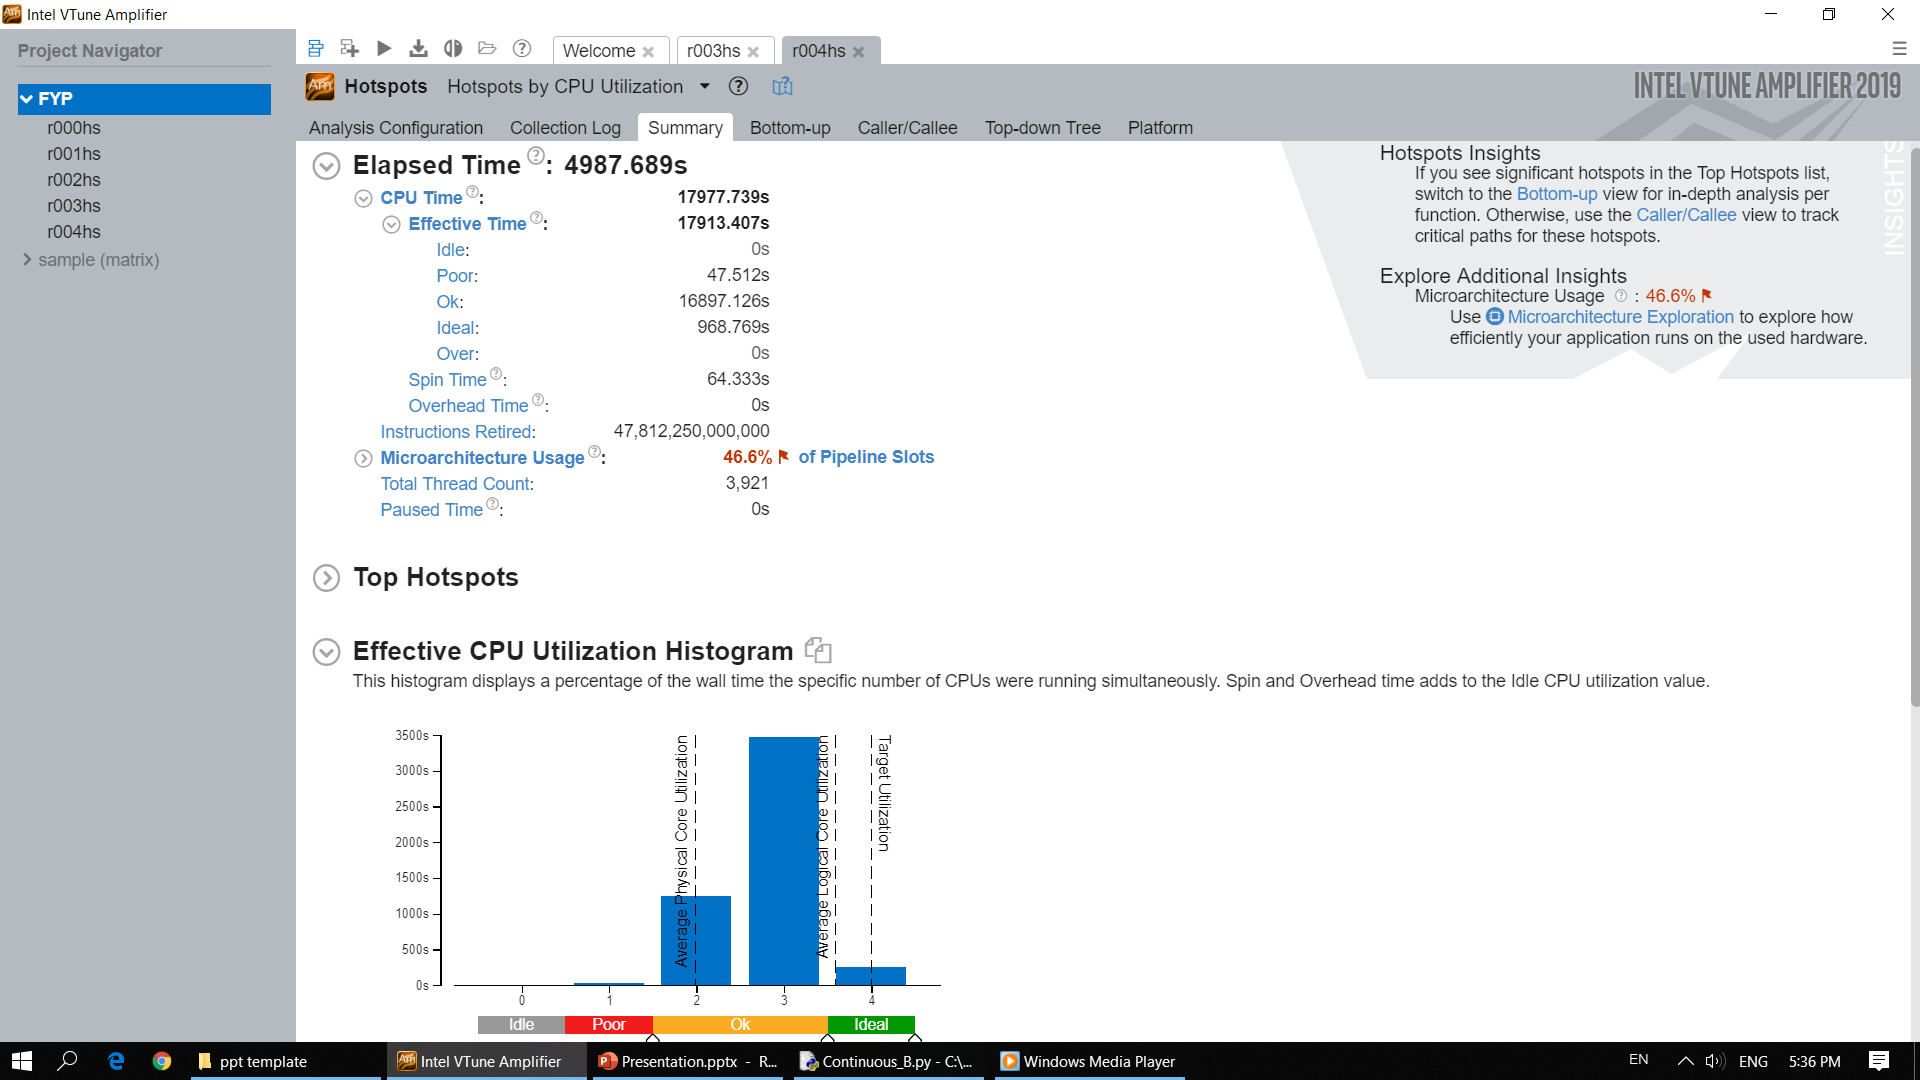 Intel VTune Amplifier
Project Navigator
FYP
r000hs
r001hs
r002hs
r003hs
r004hs
sample (matrix)
Welcome
r003hs
r004hs
Hotspots Hotspots by CPU Utilization
INTEL VTUNE AMPLIFIER 2019
Analysis Configuration Collection Log Summary Bottom-up Caller/Callee Top-down Tree Platform
Elapsed Time ? : 4987.689s
CPU Time ? : 17977.739s
Effective Time ? : 17913.407s
Idle: 0s
Poor: 47.512s
Ok: 16897.126s
Ideal: 968.769s
Over: 0s
Spin Time ? : 64.333s
Overhead Time ? : 0s
Instructions Retired: 47,812,250,000,000
Microarchitecture Usage ? : 46.6% of Pipeline Slots
Total Thread Count: 3,921
Paused Time ? : 0s
Hotspots Insights
If you see significant hotspots in the Top Hotspots list,
switch to the Bottom-up view for in-depth analysis per
function. Otherwise, use the Caller/Callee view to track
critical paths for these hotspots.
Explore Additional Insights
Microarchitecture Usage ? : 46.6%
Use Microarchitecture Exploration to explore how
efficiently your application runs on the used hardware.
INSIGHTS
Top Hotspots
Effective CPU Utilization Histogram
This histogram displays a percentage of the wall time the specific number of CPUs were running simultaneously. Spin and Overhead time adds to the Idle CPU utilization value.
3500s
3000s
2500s
2000s
1500s
1000s
500s
0s
Average Physical Core Utilization
Average Logical Core Utilization
Target Utilization
0 1 2 3 4
Idle Poor Ok Ideal
ppt template
Intel VTune Amplifier
Presentation.pptx - R...
Continuous_B.py - C:\...
Windows Media Player
EN
ENG
5:36 PM